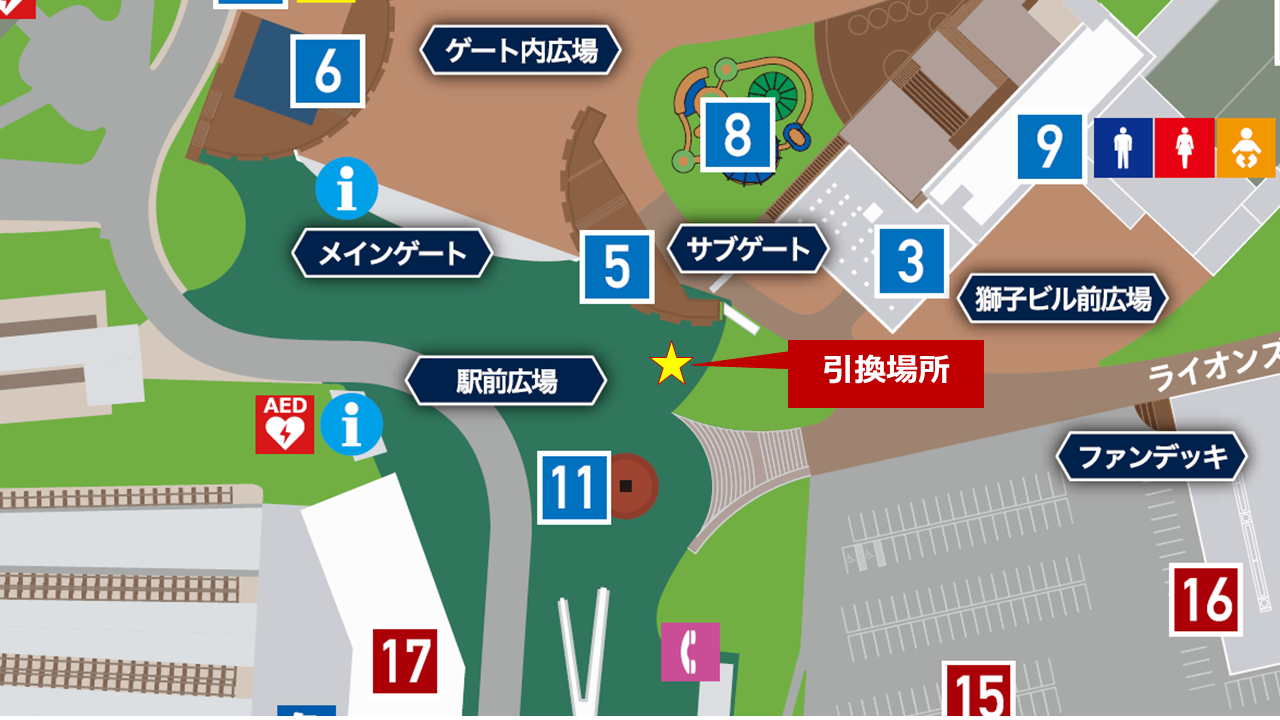 ゲート内広場
6
8
9
i
メインゲート
5
サブゲート
3
獅子ビル前広場
駅前広場
引換場所
ライオンズ
AED
i
ファンデッキ
11
16
17
15